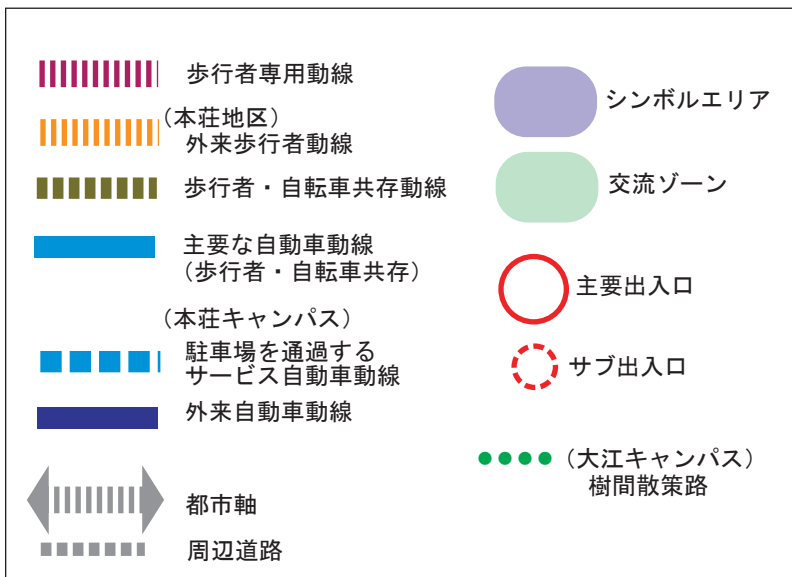 歩行者専用動線
(本荘地区)
外来歩行者動線
歩行者・自転車共存動線
主要な自動車動線
(歩行者・自転車共存)
(本荘キャンパス)
駐車場を通過する
サービス自動車動線
外来自動車動線
都市軸
周辺道路
シンボルエリア
交流ゾーン
主要出入口
サブ出入口
(大江キャンパス)
樹間散策路